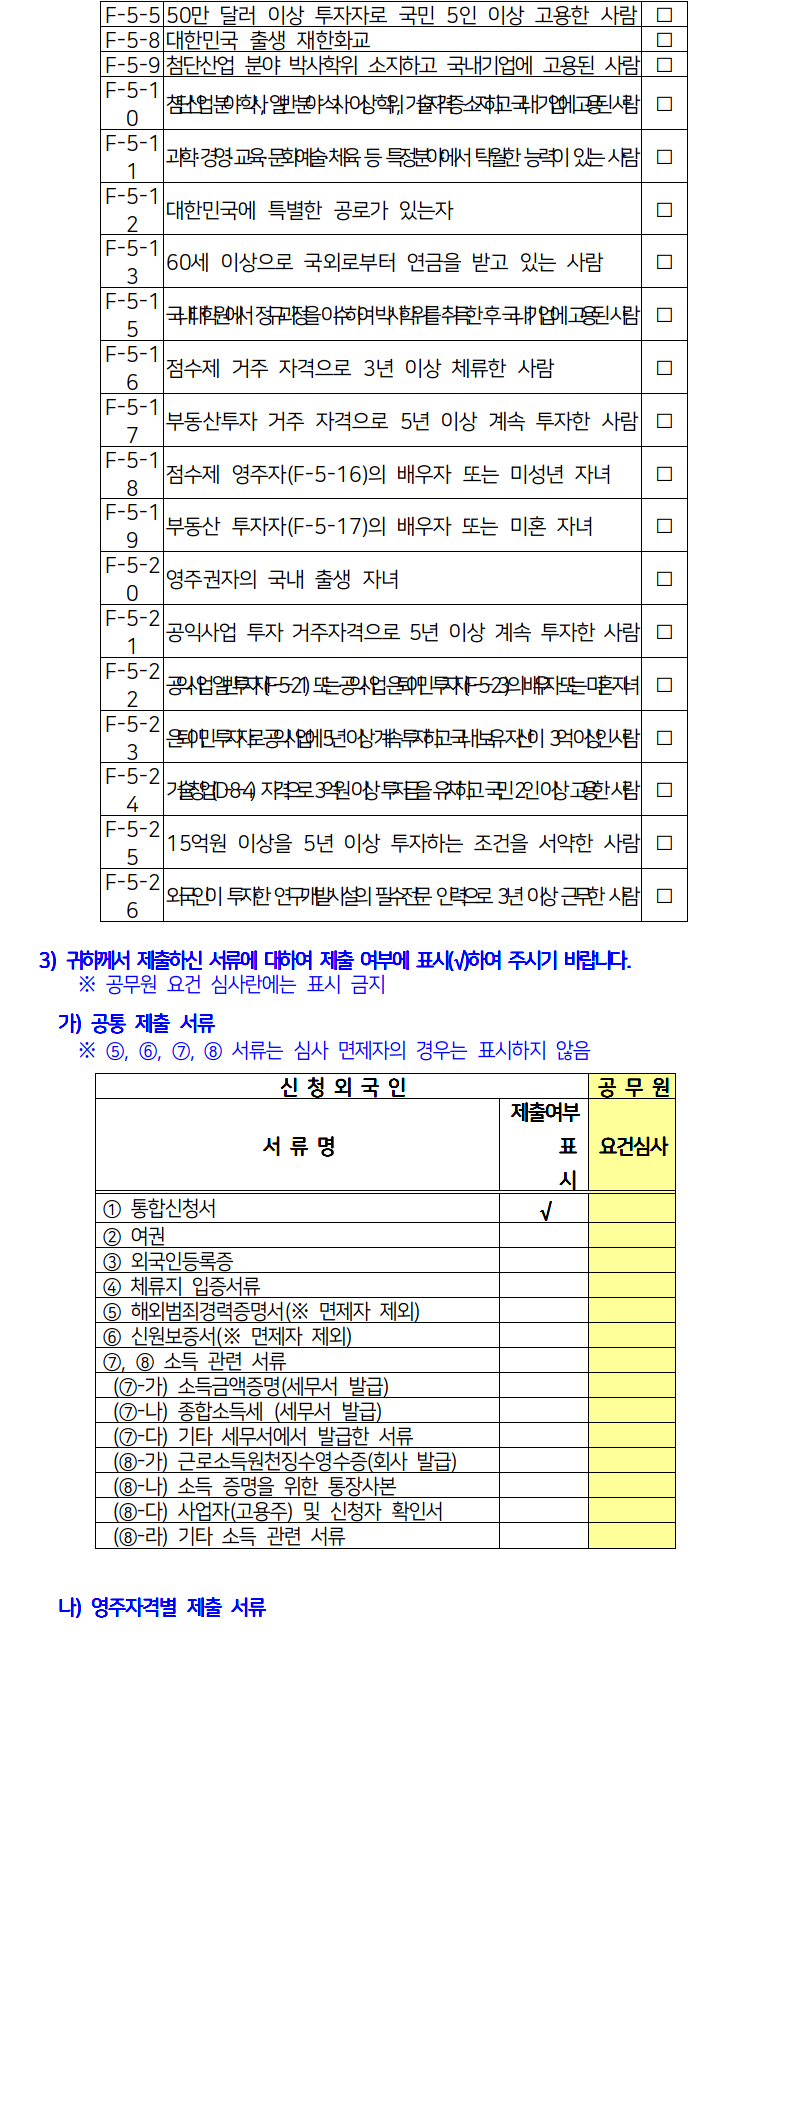 F-5-5 50만 달러 이상 투자자로 국민 5인 이상 고용한 사람 □
F-5-8 대한민국 출생 재한화교 □
F-5-9 첨단산업 분야 박사학위 소지하고 국내기업에 고용된 사람 □
F-5-10 첨단산업 분야 학사, 일반 분야 석사 이상 학위, 기술자격증 소지하고 국내 기업에 고용된 사람 □
F-5-11 과학·경영·교육·문화예술·체육 등 특정 분야에서 탁월한 능력이 있는 사람 □
F-5-12 대한민국에 특별한 공로가 있는자 □
F-5-13 60세 이상으로 국외로부터 연금을 받고 있는 사람 □
F-5-15 국내 대학원에서 정규과정을 이수하여 박사학위를 취득한 후 국내 기업에 고용된 사람 □
F-5-16 점수제 거주 자격으로 3년 이상 체류한 사람 □
F-5-17 부동산투자 거주 자격으로 5년 이상 계속 투자한 사람 □
F-5-18 점수제 영주자(F-5-16)의 배우자 또는 미성년 자녀 □
F-5-19 부동산 투자자(F-5-17)의 배우자 또는 미혼 자녀 □
F-5-20 영주권자의 국내 출생 자녀 □
F-5-21 공익사업 투자 거주자격으로 5년 이상 계속 투자한 사람 □
F-5-22 공익사업 일반투자자(F-5-21) 또는 공익사업 은퇴이민 투자자(F-5-23)의 배우자 또는 미혼 자녀 □
F-5-23 은퇴이민 투자자로 공익사업에 5년 이상 계속 투자하고 국내 보유 자산이 3억 이상인 사람 □
F-5-24 기술창업(D-8-4) 자격으로 3억원 이상 투자금을 유치하고 국민 2인 이상 고용한 사람 □
F-5-25 15억원 이상을 5년 이상 투자하는 조건을 서약한 사람 □
F-5-26 외국인이 투자한 연구개발시설의 필수전문 인력으로 3년 이상 근무한 사람 □
3) 귀하께서 제출하신 서류에 대하여 제출 여부에 표시(√)하여 주시기 바랍니다.
※ 공무원 요건 심사란에는 표시 금지
가) 공통 제출 서류
※ ⑤, ⑥, ⑦, ⑧ 서류는 심사 면제자의 경우는 표시하지 않음
신 청 외 국 인 공 무 원
서 류 명 제출여부 표 시 요건심사
① 통합신청서 √
② 여권
③ 외국인등록증
④ 체류지 입증서류
⑤ 해외범죄경력증명서(※ 면제자 제외)
⑥ 신원보증서(※ 면제자 제외)
⑦, ⑧ 소득 관련 서류
(⑦-가) 소득금액증명(세무서 발급)
(⑦-나) 종합소득세 (세무서 발급)
(⑦-다) 기타 세무서에서 발급한 서류
(⑧-가) 근로소득원천징수영수증(회사 발급)
(⑧-나) 소득 증명을 위한 통장사본
(⑧-다) 사업자(고용주) 및 신청자 확인서
(⑧-라) 기타 소득 관련 서류
나) 영주자격별 제출 서류